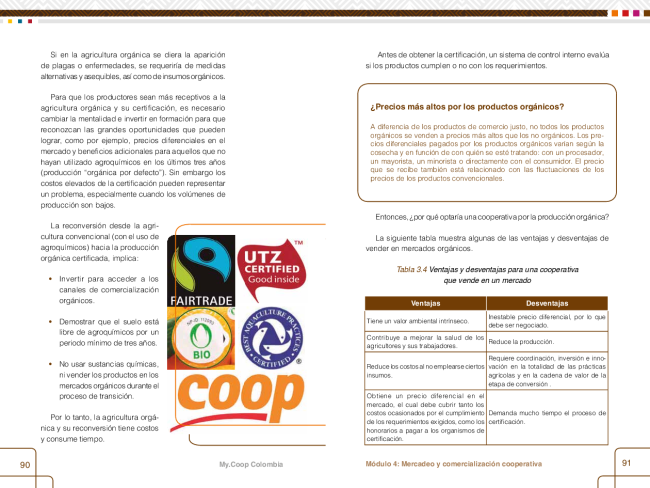 Si en la agricultura orgánica se diera la aparición
de plagas o enfermedades, se requeriría de medidas
alternativas y asequibles, así como de insumos orgánicos.
Para que los productores sean más receptivos a la
agricultura orgánica y su certificación, es necesario
cambiar la mentalidad e invertir en formación para que
reconozcan las grandes oportunidades que pueden
lograr, como por ejemplo, precios diferenciales en el
mercado y beneficios adicionales para aquellos que no
hayan utilizado agroquímicos en los últimos tres años
(producción “orgánica por defecto”). Sin embargo los
costos elevados de la certificación pueden representar
un problema, especialmente cuando los volúmenes de
producción son bajos.
La reconversión desde la agri-
cultura convencional (con el uso de
agroquímicos) hacia la producción
orgánica certificada, implica:
• Invertir para acceder a los
canales de comercialización
orgánicos.
• Demostrar que el suelo está
libre de agroquímicos por un
periodo mínimo de tres años.
• No usar sustancias químicas,
ni vender los productos en los
mercados orgánicos durante el
proceso de transición.
Por lo tanto, la agricultura orgá-
nica y su reconversión tiene costos
y consume tiempo.
FAIRTRADE
UTZ
CERTIFIED
Good inside
TM
BIO
BEST AQUACULTURE PRACTICES
CERTIFIED
coop
90
My.Coop Colombia
Antes de obtener la certificación, un sistema de control interno evalúa
si los productos cumplen o no con los requerimientos.
¿Precios más altos por los productos orgánicos?
A diferencia de los productos de comercio justo, no todos los productos
orgánicos se venden a precios más altos que los no orgánicos. Los pre-
cios diferenciales pagados por los productos orgánicos varían según la
cosecha y en función de con quién se esté tratando: con un procesador,
un mayorista, un minorista o directamente con el consumidor. El precio
que se recibe también está relacionado con las fluctuaciones de los
precios de los productos convencionales.
Entonces, ¿por qué optaría una cooperativa por la producción orgánica?
La siguiente tabla muestra algunas de las ventajas y desventajas de
vender en mercados orgánicos.
Tabla 3.4 Ventajas y desventajas para una cooperativa
que vende en un mercado
Ventajas
Desventajas
Tiene un valor ambiental intrínseco.
Inestable precio diferencial, por lo que
debe ser negociado.
Contribuye a mejorar la salud de los
agricultores y sus trabajadores.
Reduce la producción.
Reduce los costos al no emplearse ciertos
insumos.
Requiere coordinación, inversión e inno-
vación en la totalidad de las prácticas
agrícolas y en la cadena de valor de la
etapa de conversión .
Obtiene un precio diferencial en el
mercado, el cual debe cubrir tanto los
costos ocasionados por el cumplimiento
de los requerimientos exigidos, como los
honorarios a pagar a los organismos de
certificación.
Demanda mucho tiempo el proceso de
certificación.
Módulo 4: Mercadeo y comercialización cooperativa
91